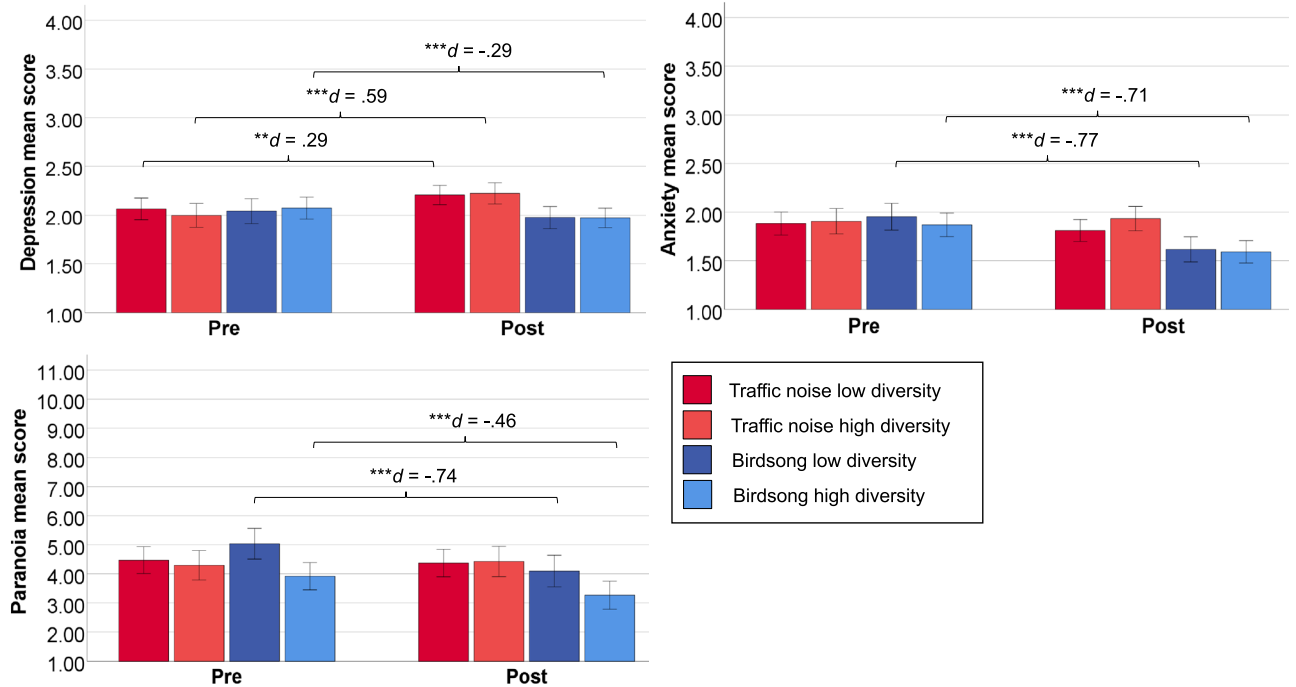 Depression mean score
4.00
3.50
3.00
2.50
2.00
1.50
1.00
***d = -.29
***d = .59
**d = .29
Pre
Post
Anxiety mean score
4.00
3.50
3.00
2.50
2.00
1.50
1.00
***d = -.71
***d = -.77
Pre
Post
Paranoia mean score
11.00
10.00
9.00
8.00
7.00
6.00
5.00
4.00
3.00
2.00
1.00
***d = -.46
***d = -.74
Pre
Post
Traffic noise low diversity
Traffic noise high diversity
Birdsong low diversity
Birdsong high diversity